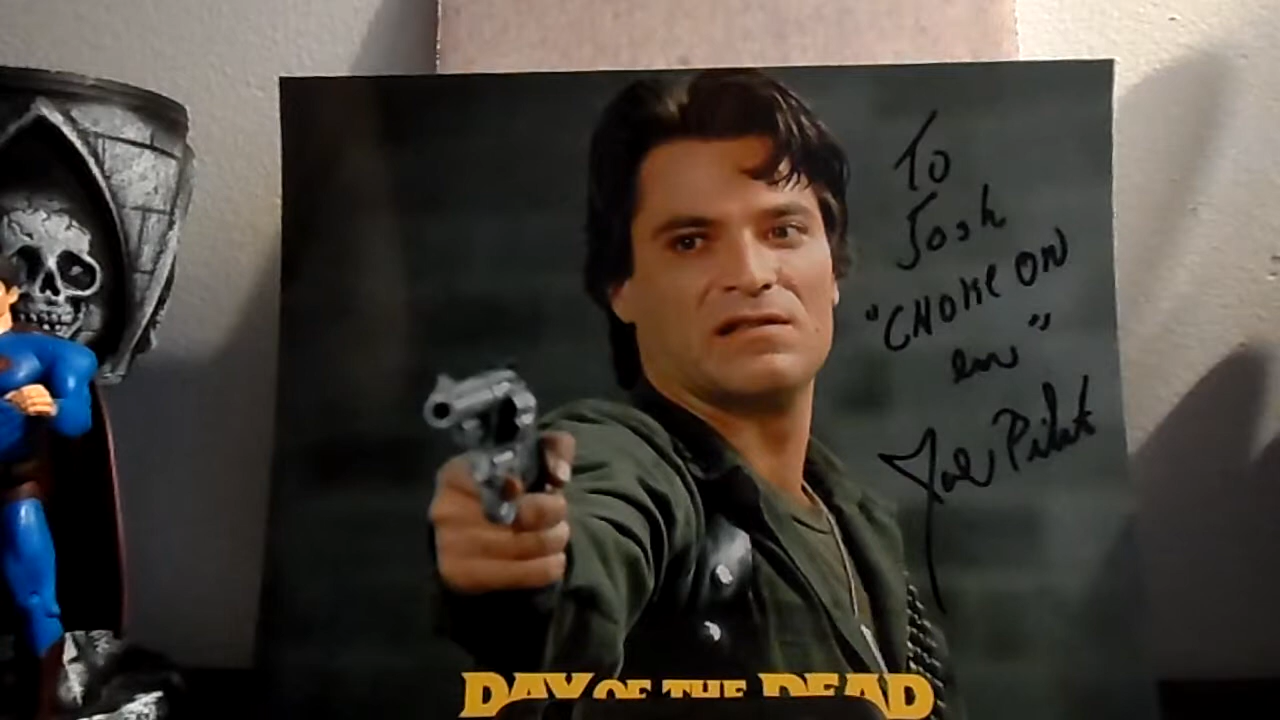 To
Josh
"CHOKE ON
em"
Joe Pilato
DAY OF THE DEAD